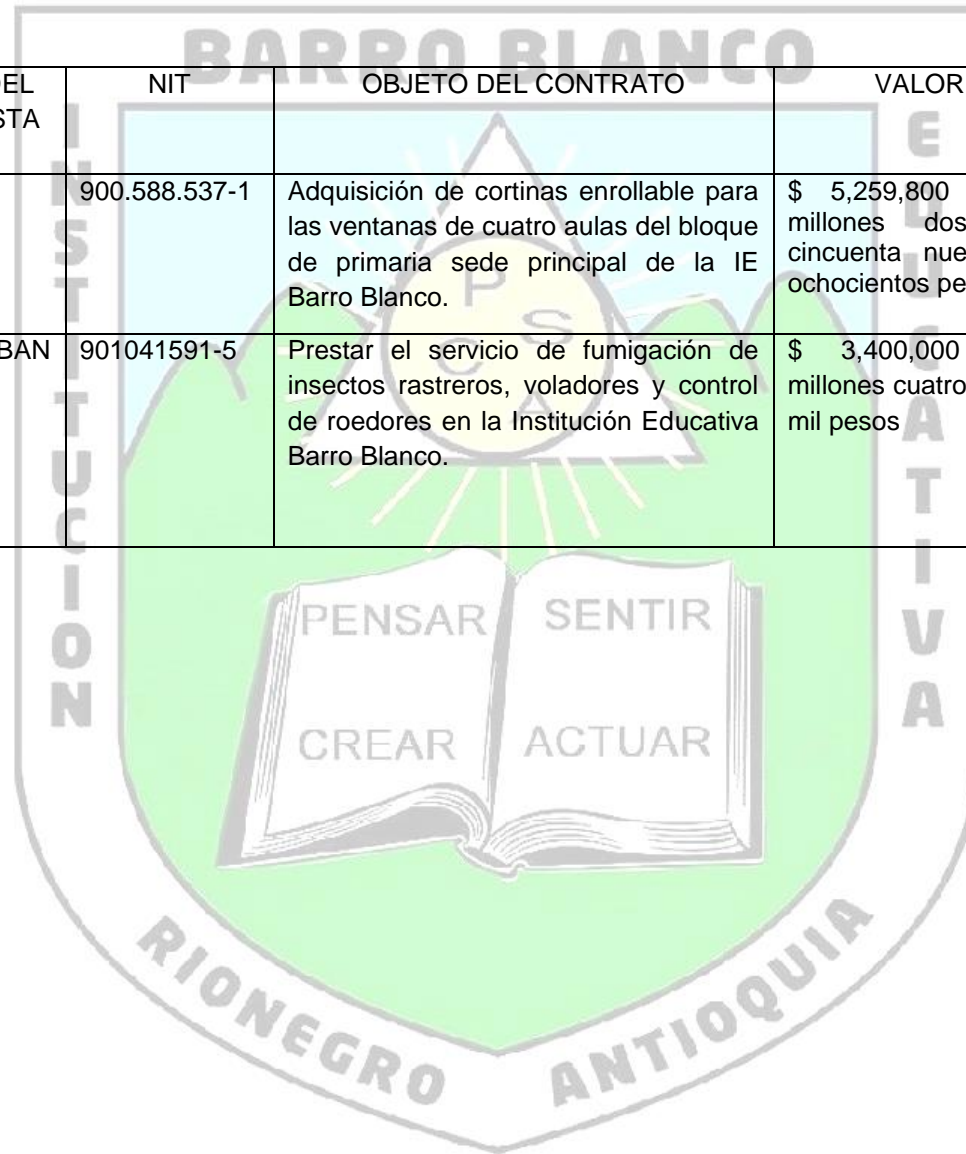 BARRO BLANCO
INSTITUCION
EDUCATIVA
NIT
OBJETO DEL CONTRATO
VALOR
900.588.537-1
Adquisición de cortinas enrollable para
las ventanas de cuatro aulas del bloque
de primaria sede principal de la IE
Barro Blanco.
$ 5,259,800
millones dos
cincuenta
ochocientos
901041591-5
Prestar el servicio de fumigación de
insectos rastreros, voladores y control
de roedores en la Institución Educativa
Barro Blanco.
$ 3,400,000
millones cuatro
mil pesos
P
S
C
A
PENSAR
SENTIR
CREAR
ACTUAR
RIONEGRO
ANTIOQUIA